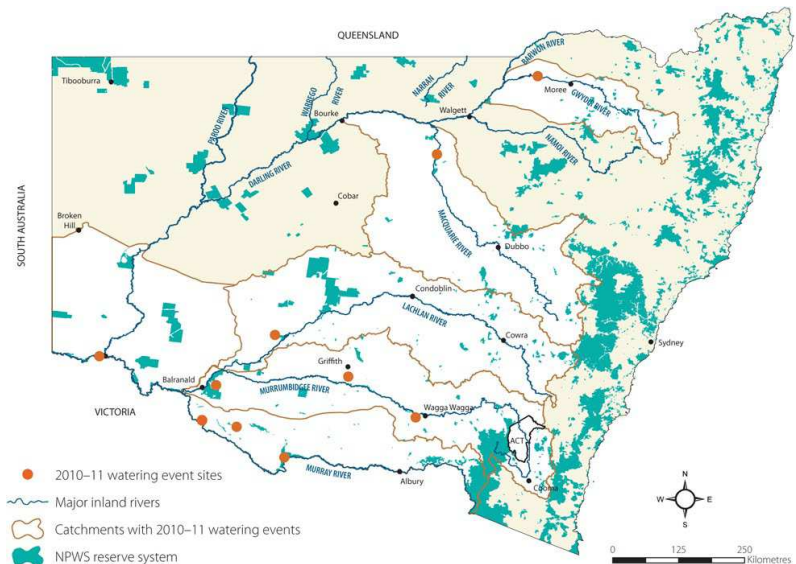 QUEENSLAND
BARWON RIVER
Tibooburra
NARRAN
RIVER
Moree
GWYDIR RIVER
WARREGO
RIVER
PAROO RIVER
Bourke
Walgett
NAMOI RIVER
DARLING RIVER
Cobar
SOUTH AUSTRALIA
Broken
Hill
MACQUARIE RIVER
Dubbo
Condoblin
LACHLAN RIVER
Cowra
Sydney
Griffith
Balranald
MURRUMBIDGEE RIVER
VICTORIA
Wagga Wagga
ACT
MURRAY RIVER
Albury
Cooma
2010–11 watering event sites
Major inland rivers
Catchments with 2010–11 watering events
NPWS reserve system
N
W
E
S
0 125 250
Kilometres